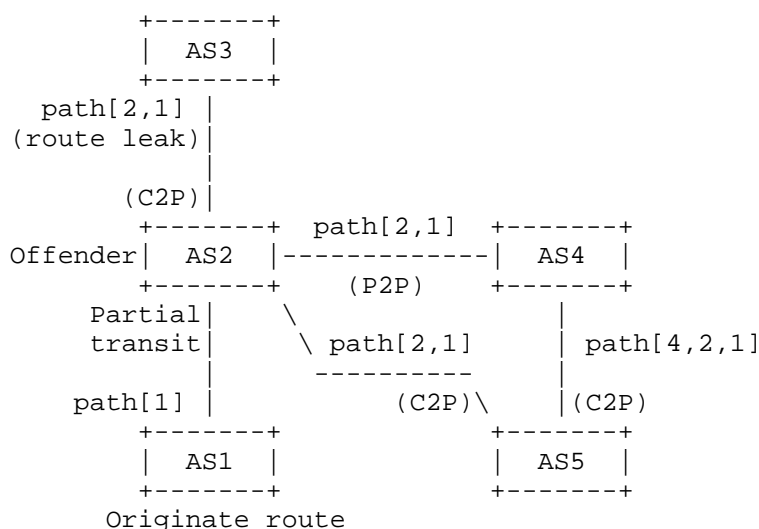 +-------+
|  AS3  |
+-------+
path[2,1] |
(route leak)|
|
(C2P)|
+-------+  path[2,1]  +-------+
Offender|  AS2  |-------------|  AS4  |
+-------+    (P2P)    +-------+
Partial|    \                |
transit|     \ path[2,1]     | path[4,2,1]
|      ----------     |
path[1] |           (C2P)\    |(C2P)
+-------+             +-------+
|  AS1  |             |  AS5  |
+-------+             +-------+
Originate route